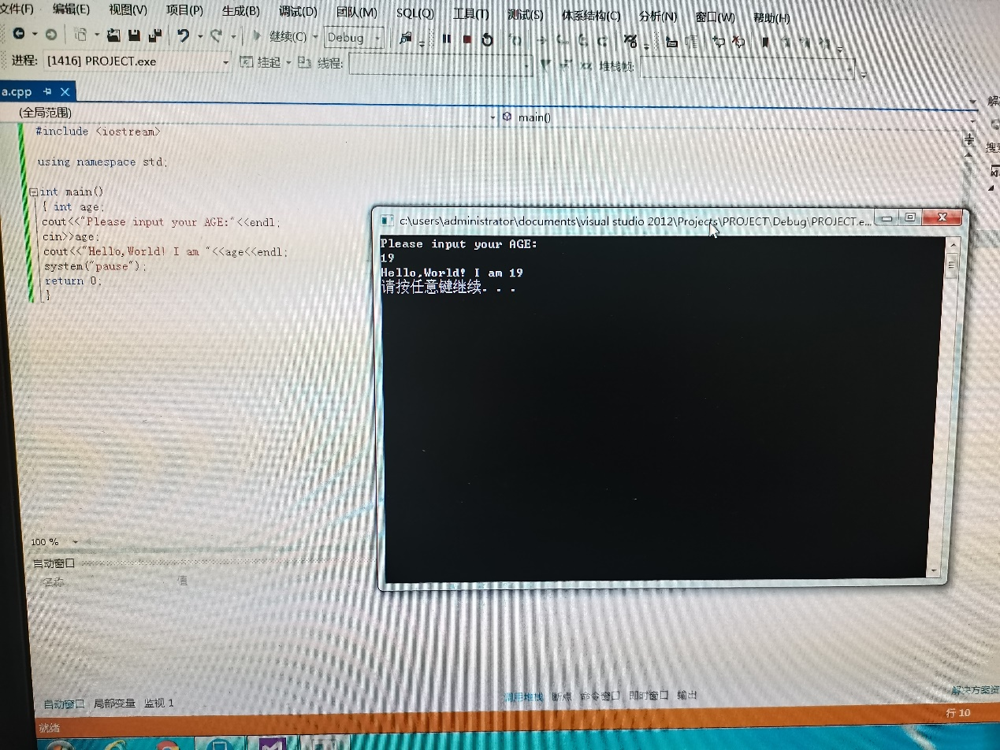 文件(F) 编辑(E) 视图(V) 项目(P) 生成(B) 调试(D) 团队(M) SQL(Q) 工具(T) 测试(S) 体系结构(C) 分析(N) 窗口(W) 帮助(H)
继续(C) Debug
进程: [1416] PROJECT.exe 挂起 线程: 堆栈帧:
a.cpp
(全局范围) main()
#include <iostream>
using namespace std;
int main()
{ int age;
cout<<"Please input your AGE:"<<endl;
cin>>age;
cout<<"Hello,World! I am "<<age<<endl;
system("pause");
return 0;
}
c:\users\administrator\documents\visual studio 2012\Projects\PROJECT\Debug\PROJECT.e...
Please input your AGE:
19
Hello,World! I am 19
请按任意键继续. . .
100 %
自动窗口
名称 值
自动窗口 局部变量 监视 1
调用堆栈 断点 命令窗口 即时窗口 输出
解决方案资
就绪
行 10